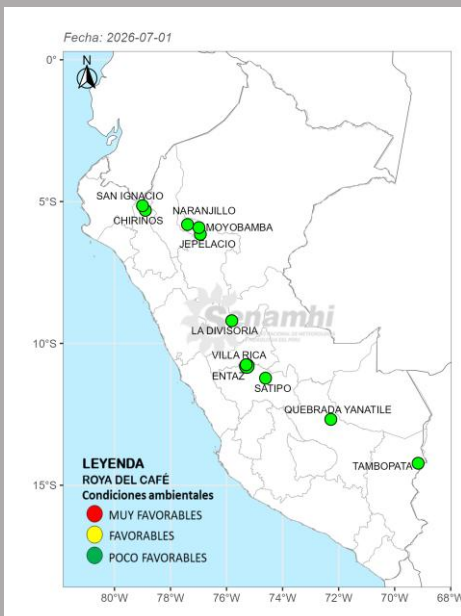 Fecha: 2026-07-01
N
0°
5°S
10°S
15°S
SAN IGNACIO
CHIRINOS
NARANJILLO
MOYOBAMBA
JEPELACIO
Senamhi
LA DIVISORIA
VILLA RICA
ENTAZ
SATIPO
QUEBRADA YANATILE
TAMBOPATA
LEYENDA
ROYA DEL CAFÉ
Condiciones ambientales
MUY FAVORABLES
FAVORABLES
POCO FAVORABLES
80°W 78°W 76°W 74°W 72°W 70°W 68°W